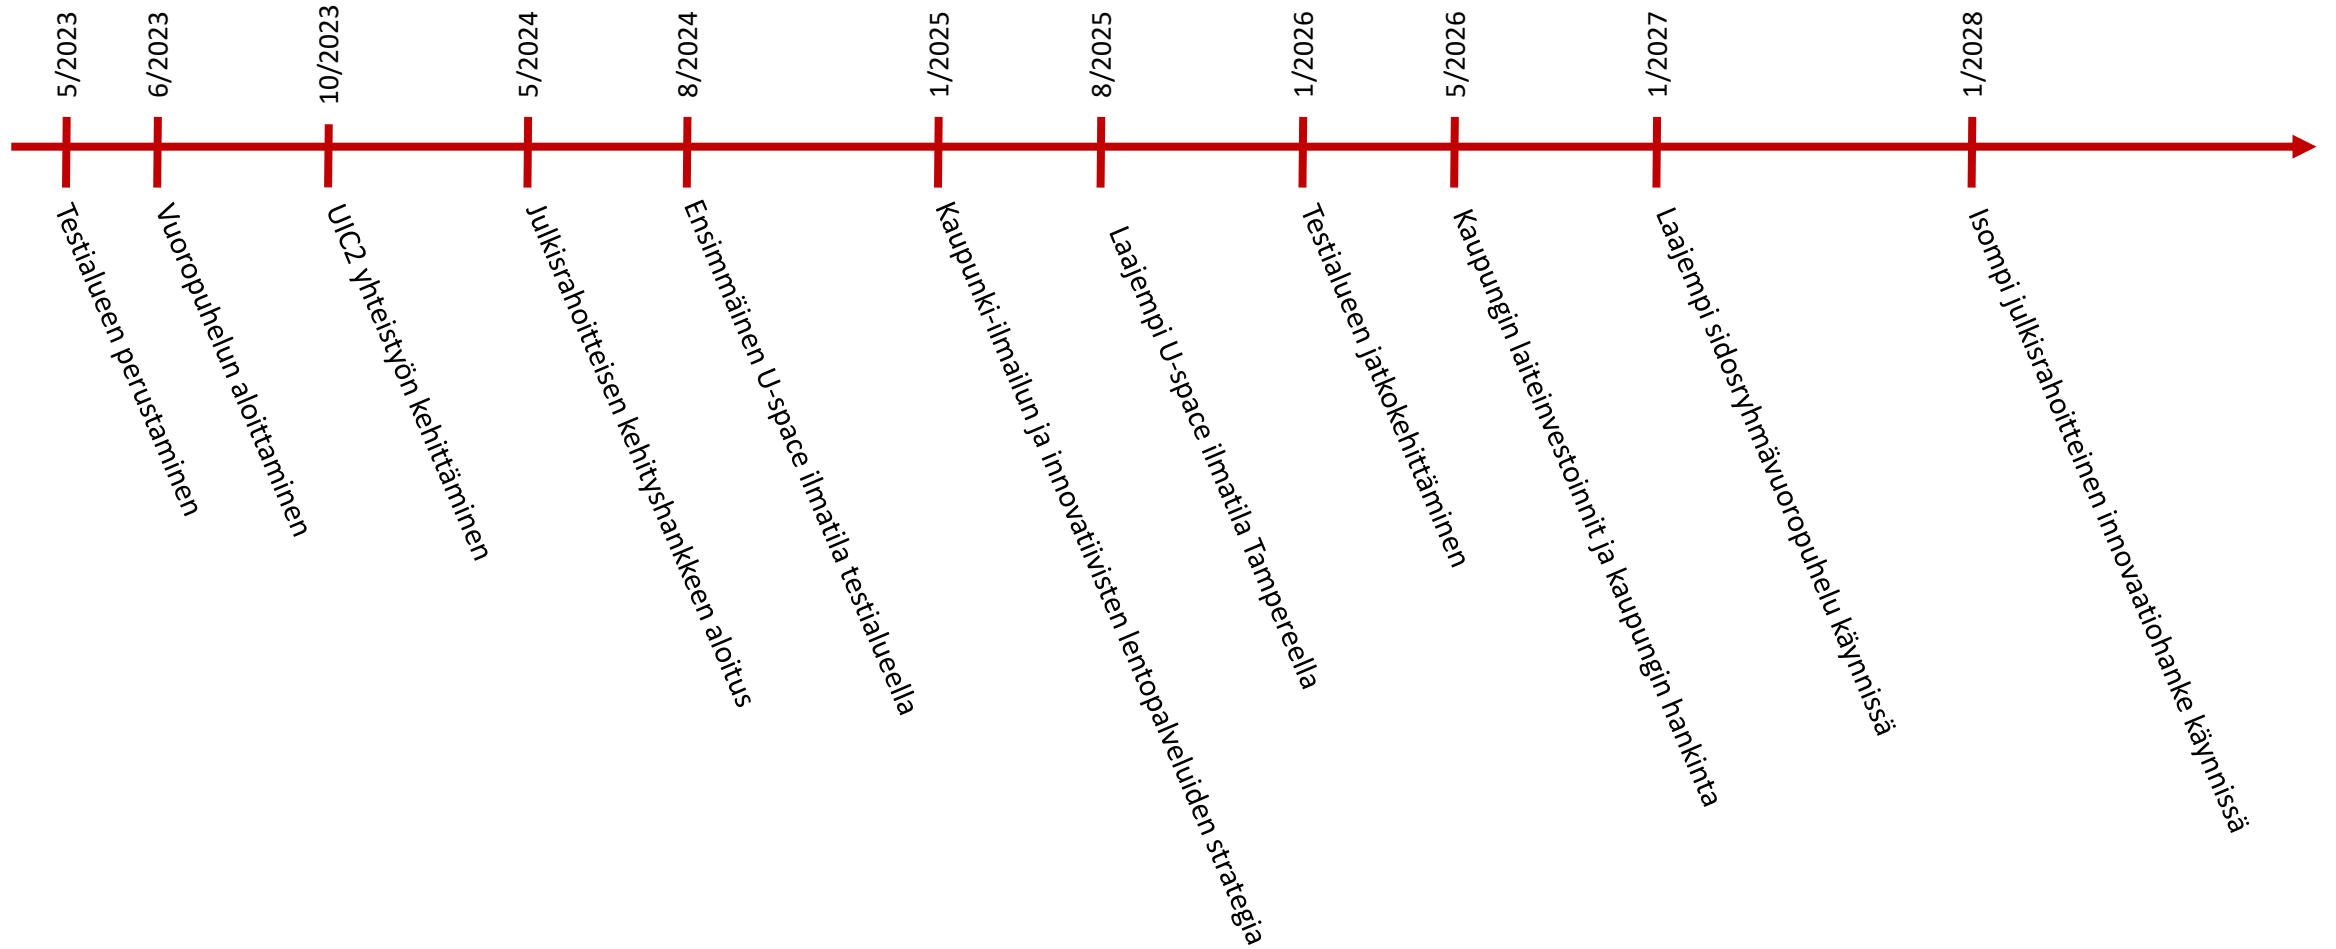 5/2023
6/2023
10/2023
5/2024
8/2024
1/2025
8/2025
1/2026
5/2026
1/2027
1/2028
Testialueen perustaminen
Vuoropuhelun aloittaminen
UIC2 yhteistyön kehittäminen
Julkisrahoitteisen kehityshankkeen aloitus
Ensimmäinen U-space ilmatila testialueella
Kaupunki-ilmailun ja innovatiivisten lentopalveluiden strategia
Laajempi U-space ilmatila Tampereella
Testialueen jatkokehittäminen
Kaupungin laiteinvestoinnit ja kaupungin hankinta
Laajempi sidosryhmävuoropuhelu käynnissä
Isompi julkisrahoitteinen innovaatiohanke käynnissä